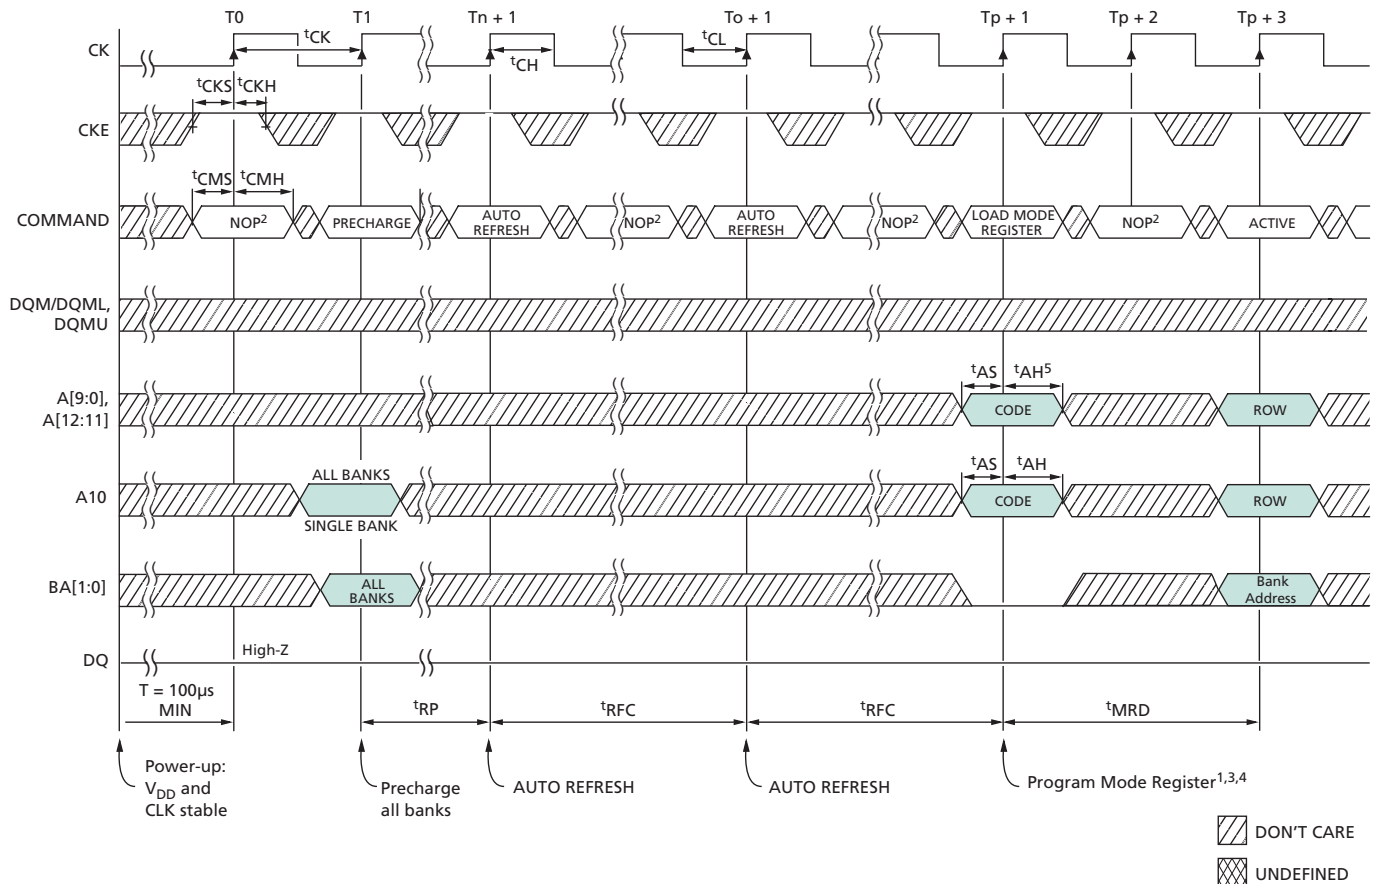 T0 T1 Tn + 1 To + 1 Tp + 1 Tp + 2 Tp + 3
CK
tCK
tCH
tCL
tCKS tCKH
CKE
tCMS tCMH
COMMAND
NOP2
PRECHARGE
AUTO
REFRESH
NOP2
AUTO
REFRESH
NOP2
LOAD MODE
REGISTER
NOP2
ACTIVE
DQM/DQML,
DQMU
tAS tAH5
A[9:0],
A[12:11]
CODE
ROW
tAS tAH
ALL BANKS
A10
SINGLE BANK
CODE
ROW
BA[1:0]
ALL
BANKS
Bank
Address
DQ
High-Z
T = 100µs
MIN
tRP
tRFC
tRFC
tMRD
Power-up:
VDD and
CLK stable
Precharge
all banks
AUTO REFRESH
AUTO REFRESH
Program Mode Register1,3,4
DON'T CARE
UNDEFINED